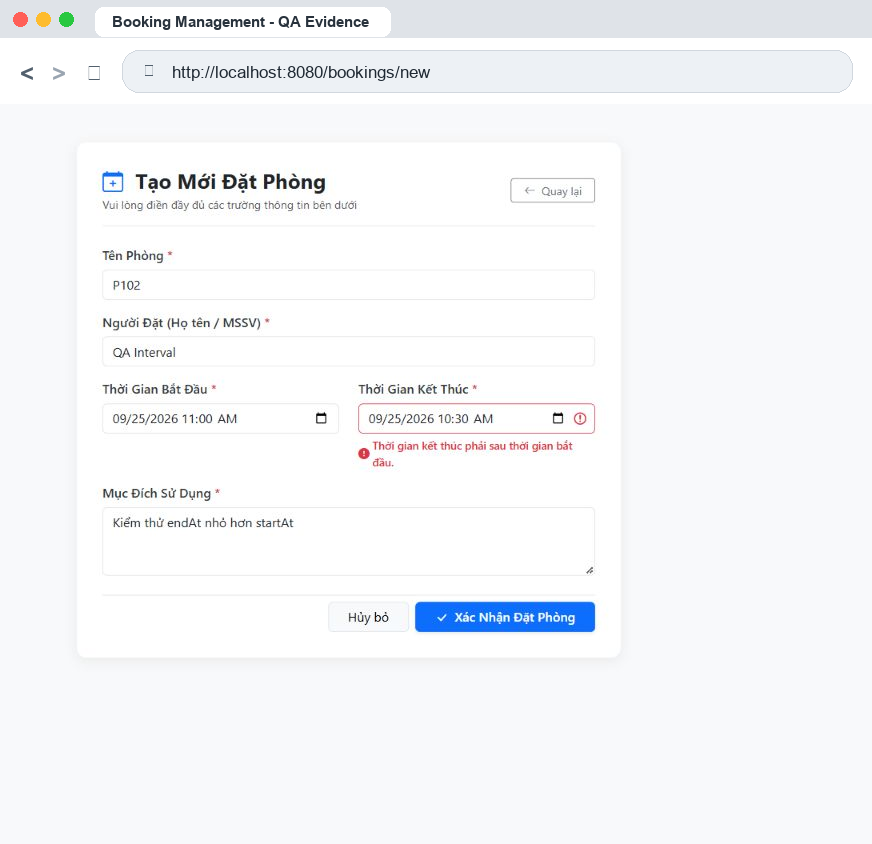 Booking Management - QA Evidence
< >
http://localhost:8080/bookings/new
Tạo Mới Đặt Phòng
← Quay lại
Vui lòng điền đầy đủ các trường thông tin bên dưới
Tên Phòng *
P102
Người Đặt (Họ tên / MSSV) *
QA Interval
Thời Gian Bắt Đầu *
Thời Gian Kết Thúc *
09/25/2026 11:00 AM
09/25/2026 10:30 AM
Thời gian kết thúc phải sau thời gian bắt
đầu.
Mục Đích Sử Dụng *
Kiểm thử endAt nhỏ hơn startAt
Hủy bỏ
Xác Nhận Đặt Phòng